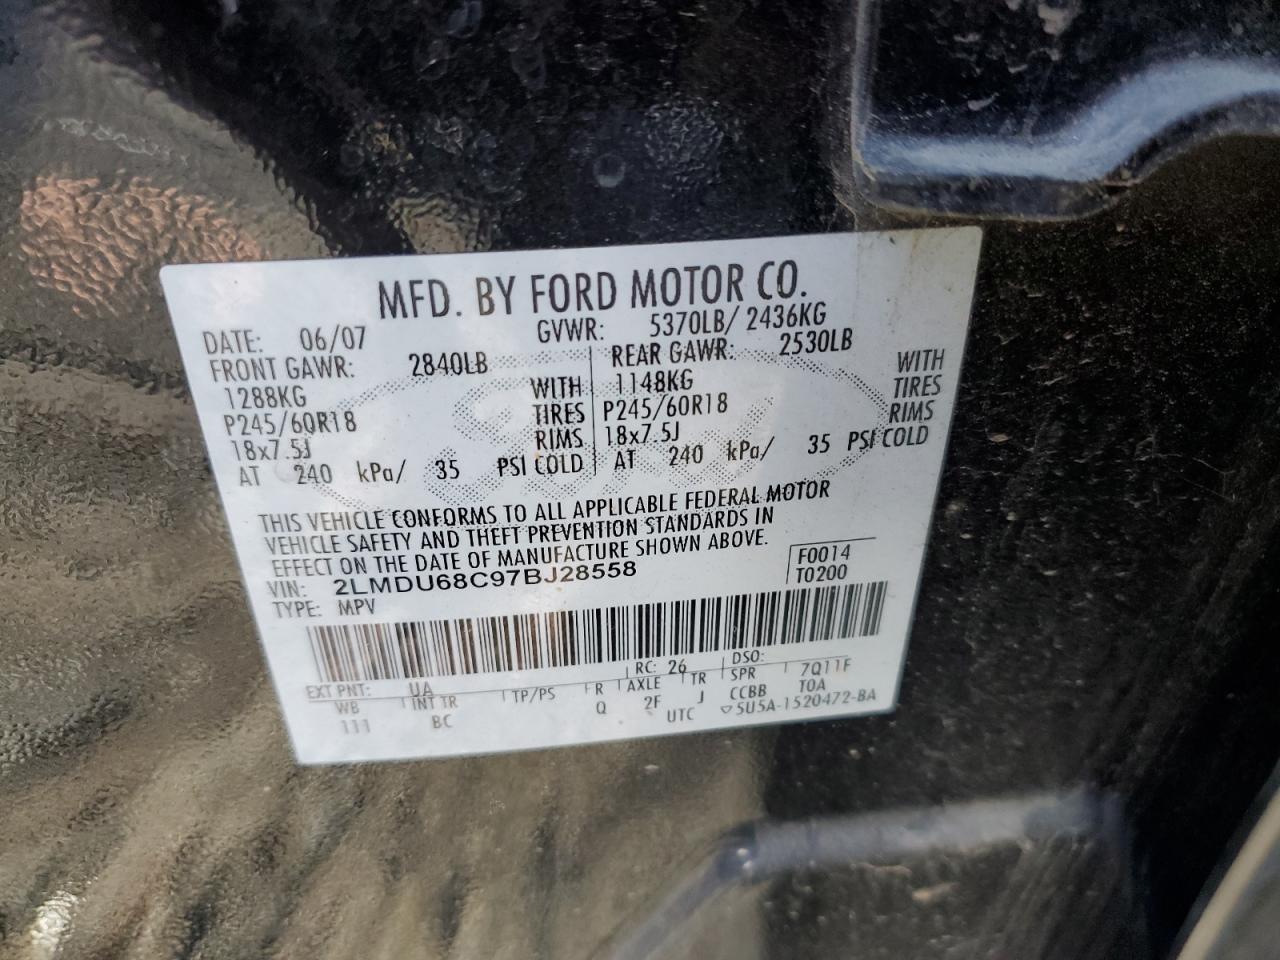 MFD. BY FORD MOTOR CO.
DATE: 06/07 GVWR: 5370LB/ 2436KG
FRONT GAWR: 2840LB REAR GAWR: 2530LB
1288KG WITH 1148KG WITH
P245/60R18 TIRES P245/60R18 TIRES
18x7.5J RIMS 18x7.5J RIMS
AT 240 kPa/ 35 PSI COLD AT 240 kPa/ 35 PSI COLD
THIS VEHICLE CONFORMS TO ALL APPLICABLE FEDERAL MOTOR
VEHICLE SAFETY AND THEFT PREVENTION STANDARDS IN
EFFECT ON THE DATE OF MANUFACTURE SHOWN ABOVE.
F0014
VIN: 2LMDU68C97BJ28558 T0200
TYPE: MPV
EXT PNT: UA RC: 26 DSO:
WB INT TR TP/PS R AXLE TR SPR 7Q11F
111 BC Q 2F J CCBB TOA
UTC ▽5U5A-1520472-BA